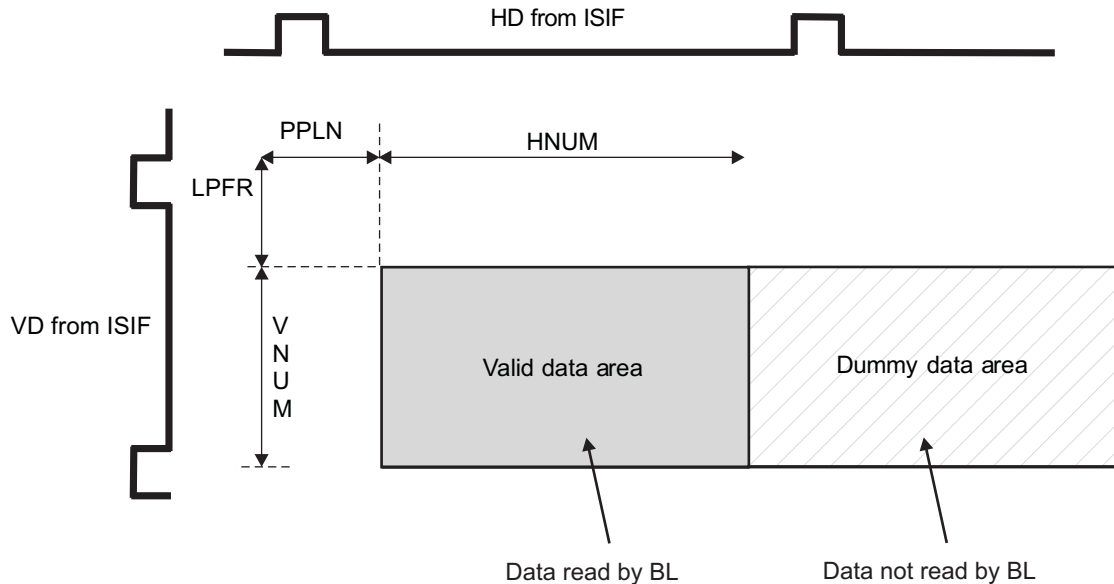 HD from ISIF
PPLN
HNUM
LPFR
VD from ISIF
V
N
U
M
Valid data area
Dummy data area
Data read by BL
Data not read by BL